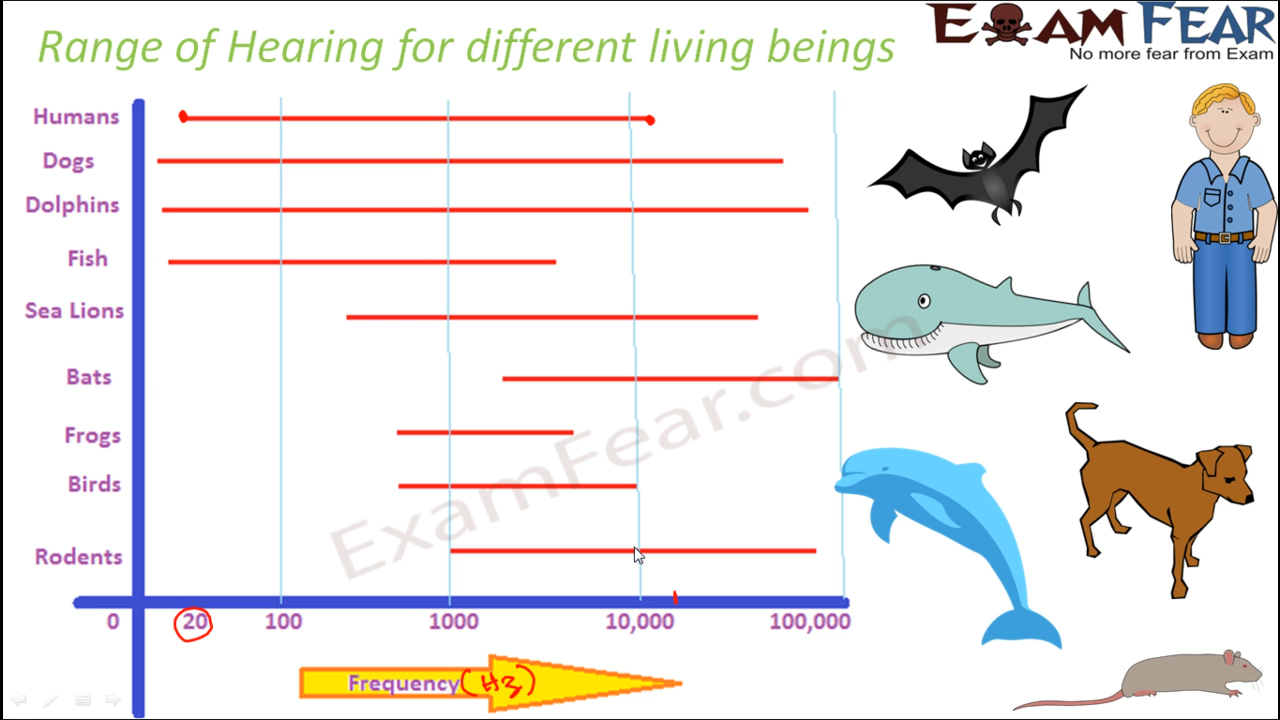 Range of Hearing for different living beings
EXAM FEAR
No more fear from Exam
Humans
Dogs
Dolphins
Fish
Sea Lions
Bats
Frogs
Birds
Rodents
ExamFear.com
0 20 100 1000 10,000 100,000
Frequency (Hz)